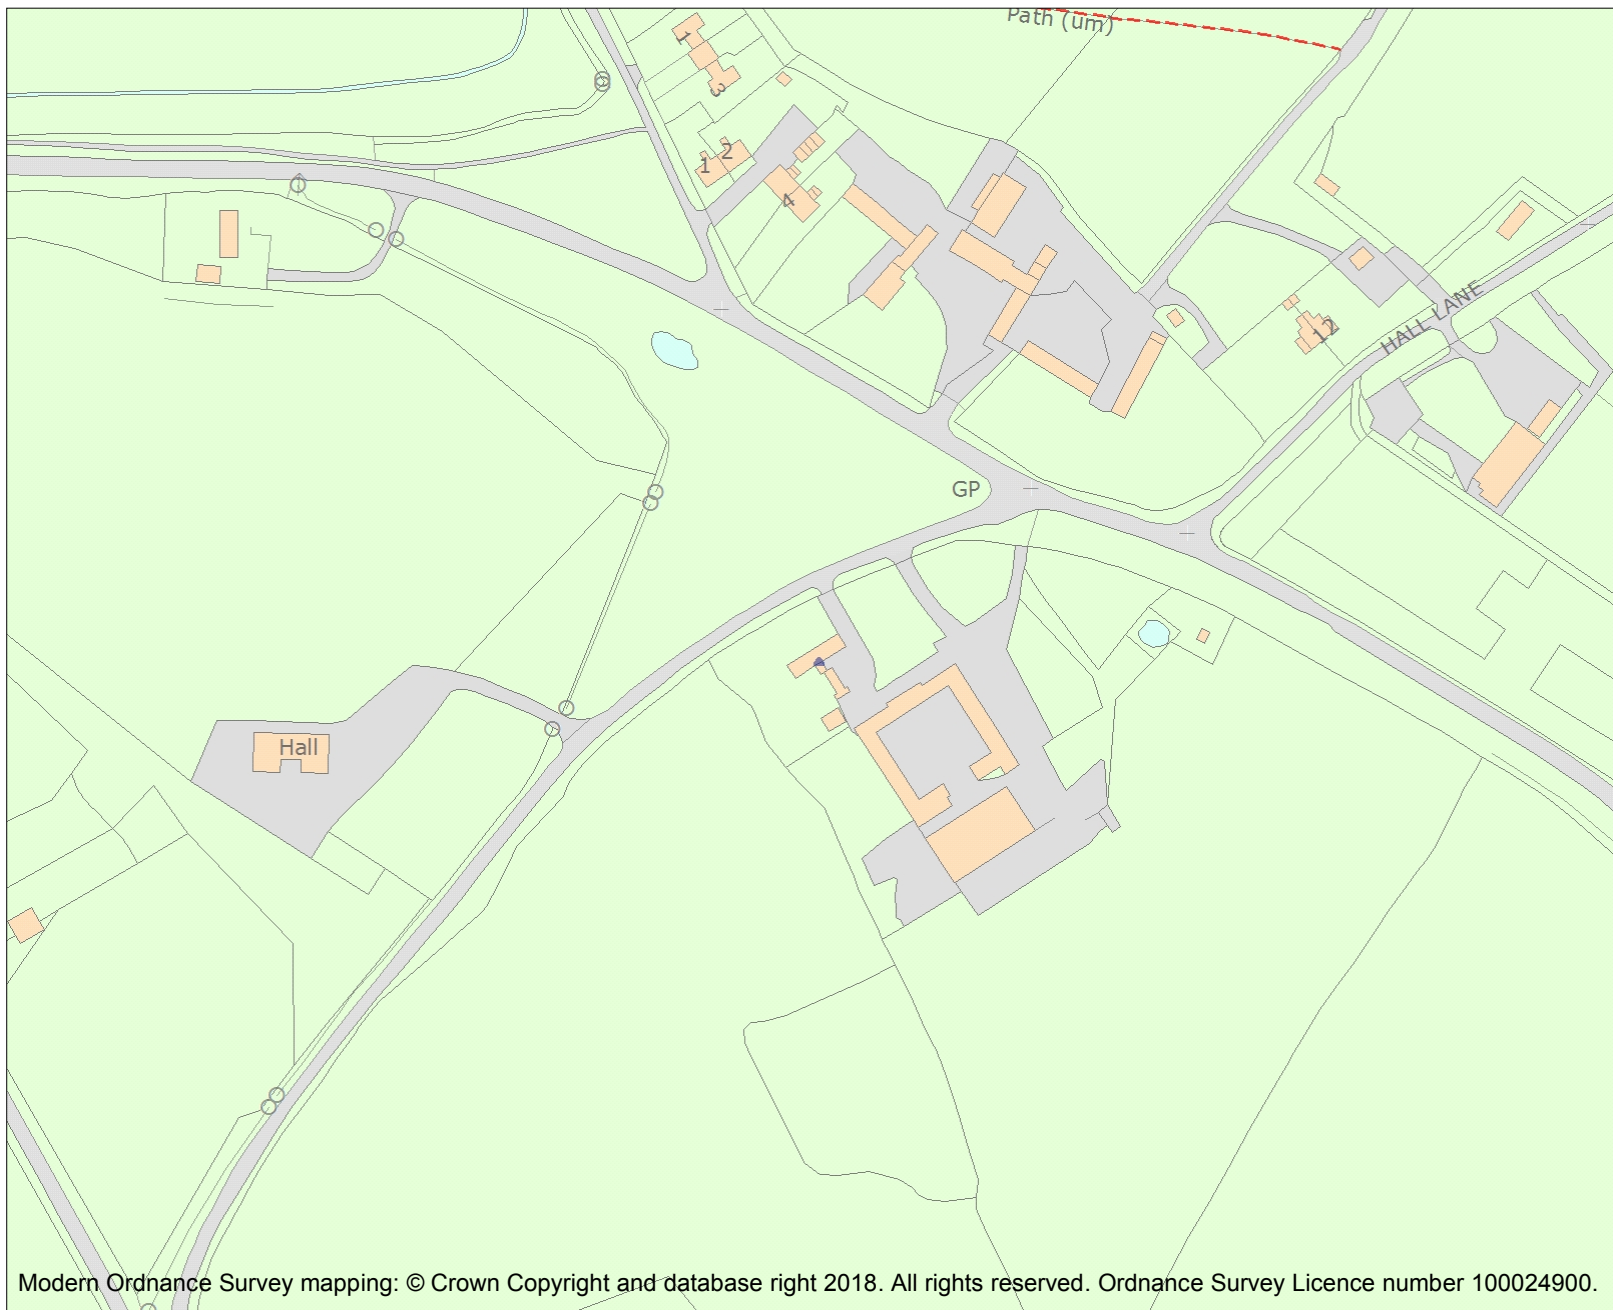 Path (um)
1
3
2
1
4
HALL LANE
12
GP
Hall
Modern Ordnance Survey mapping: © Crown Copyright and database right 2018. All rights reserved. Ordnance Survey Licence number 100024900.